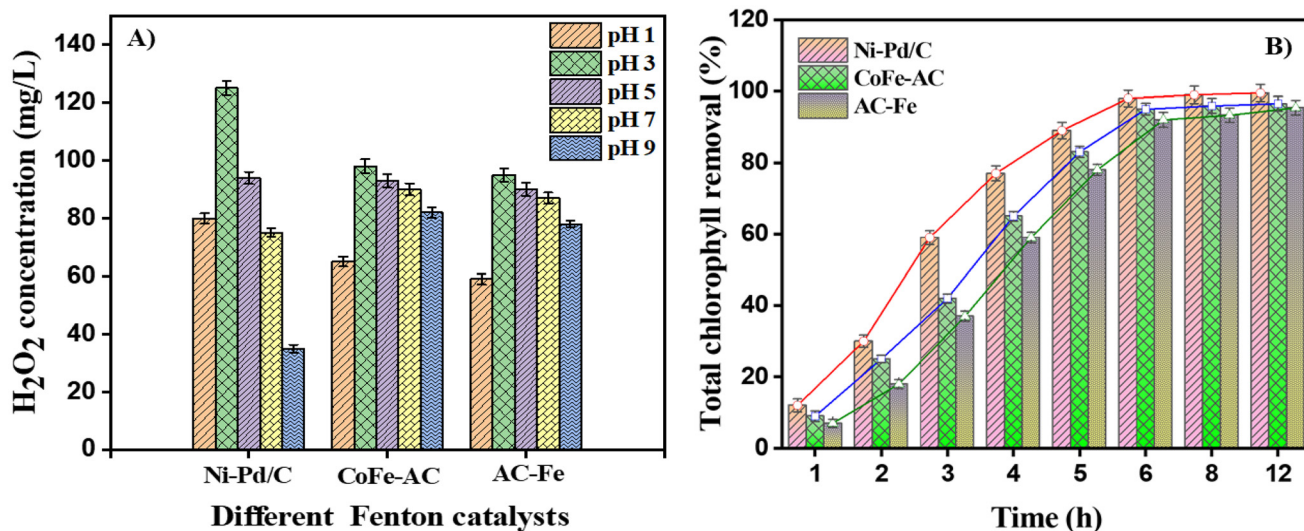 A)
pH 1
pH 3
pH 5
pH 7
pH 9
H₂O₂ concentration (mg/L)
140
120
100
80
60
40
20
0
Ni-Pd/C CoFe-AC AC-Fe
Different Fenton catalysts
B)
Ni-Pd/C
CoFe-AC
AC-Fe
Total chlorophyll removal (%)
120
100
80
60
40
20
0
1 2 3 4 5 6 8 12
Time (h)